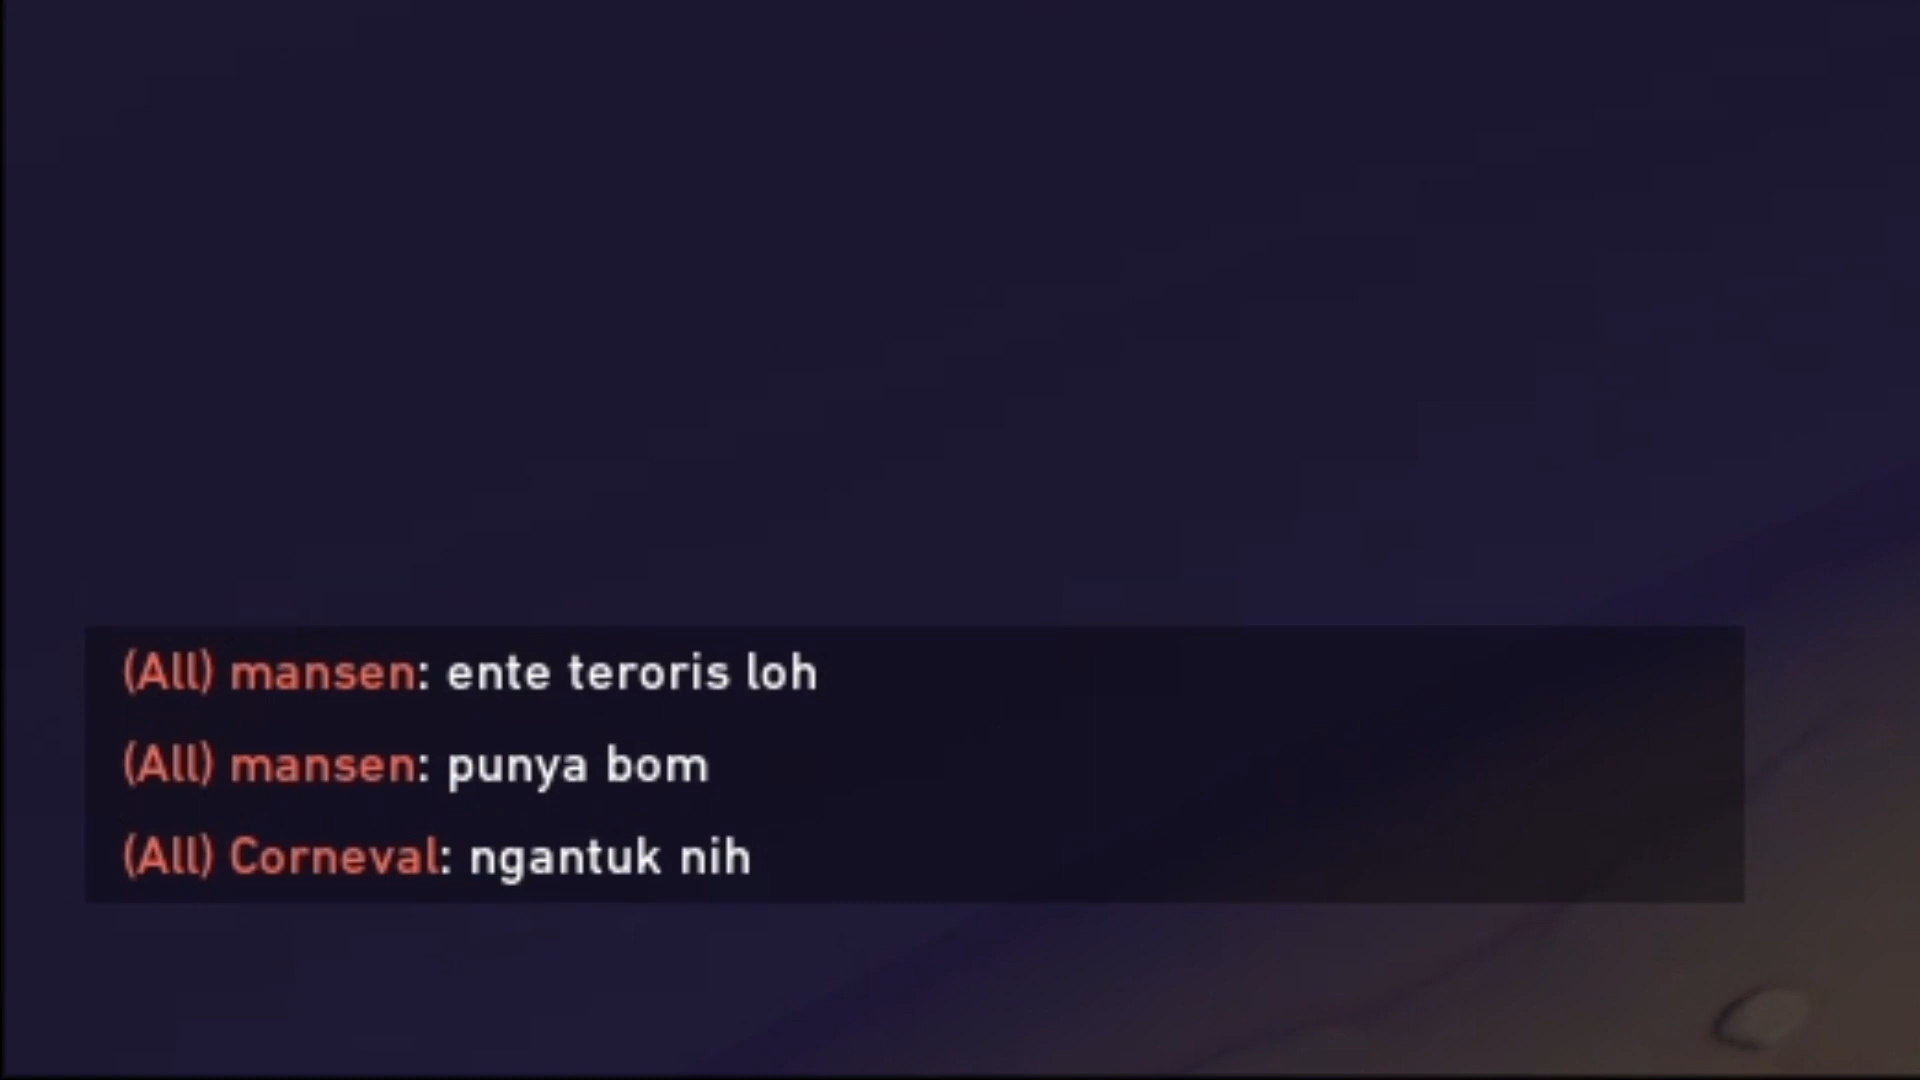 (All) mansen: ente teroris loh
(All) mansen: punya bom
(All) Corneval: ngantuk nih